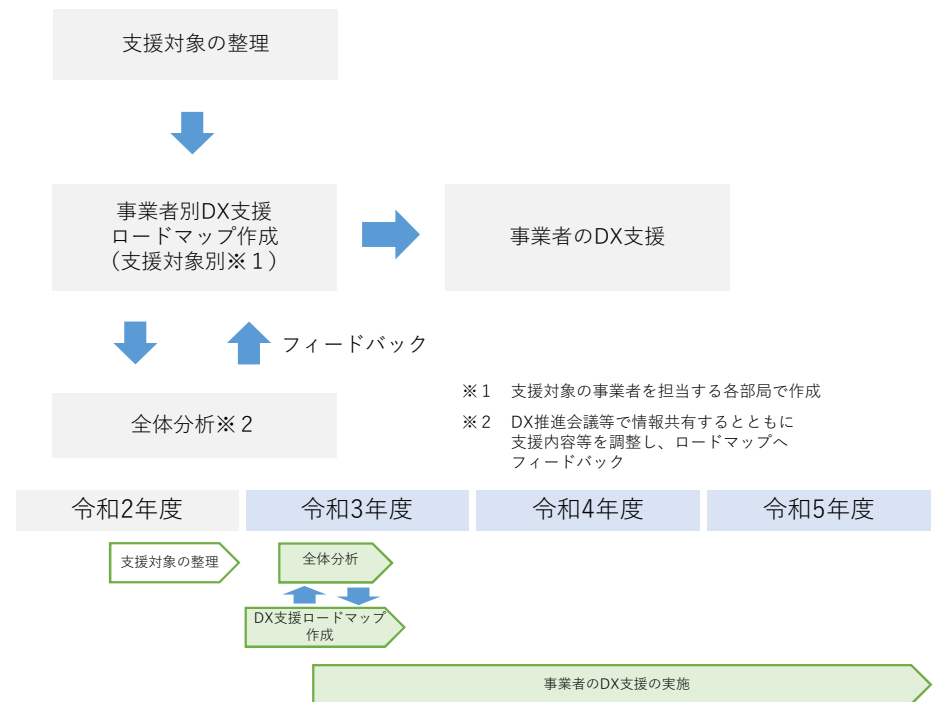 支援対象の整理
事業者別DX支援
ロードマップ作成
(支援対象別※1)
事業者のDX支援
フィードバック
全体分析※2
※1 支援対象の事業者を担当する各部局で作成
※2 DX推進会議等で情報共有するとともに
支援内容等を調整し、ロードマップへ
フィードバック
令和2年度 令和3年度 令和4年度 令和5年度
支援対象の整理
全体分析
DX支援ロードマップ
作成
事業者のDX支援の実施